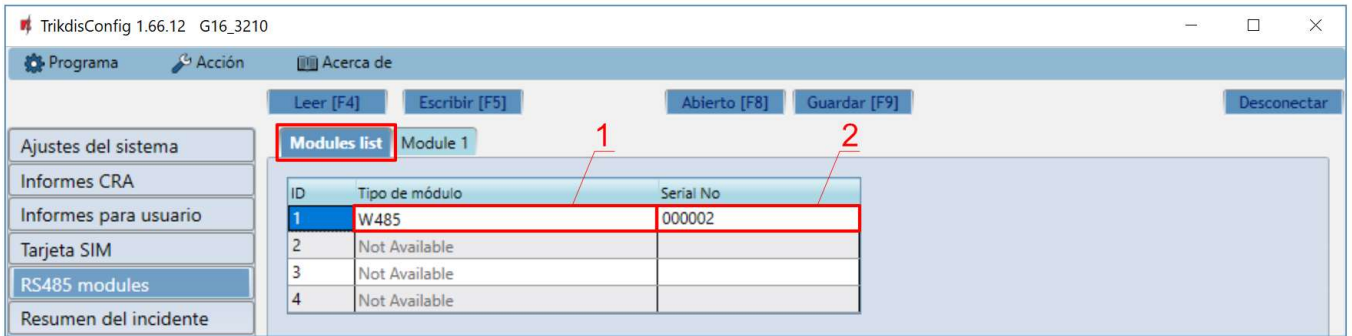 TrikdisConfig 1.66.12 G16_3210
Programa Acción Acerca de
Leer [F4] Escribir [F5] Abierto [F8] Guardar [F9] Desconectar
Ajustes del sistema
Informes CRA
Informes para usuario
Tarjeta SIM
RS485 modules
Resumen del incidente
Modules list Module 1
1 2
ID Tipo de módulo Serial No
1 W485 000002
2 Not Available
3 Not Available
4 Not Available